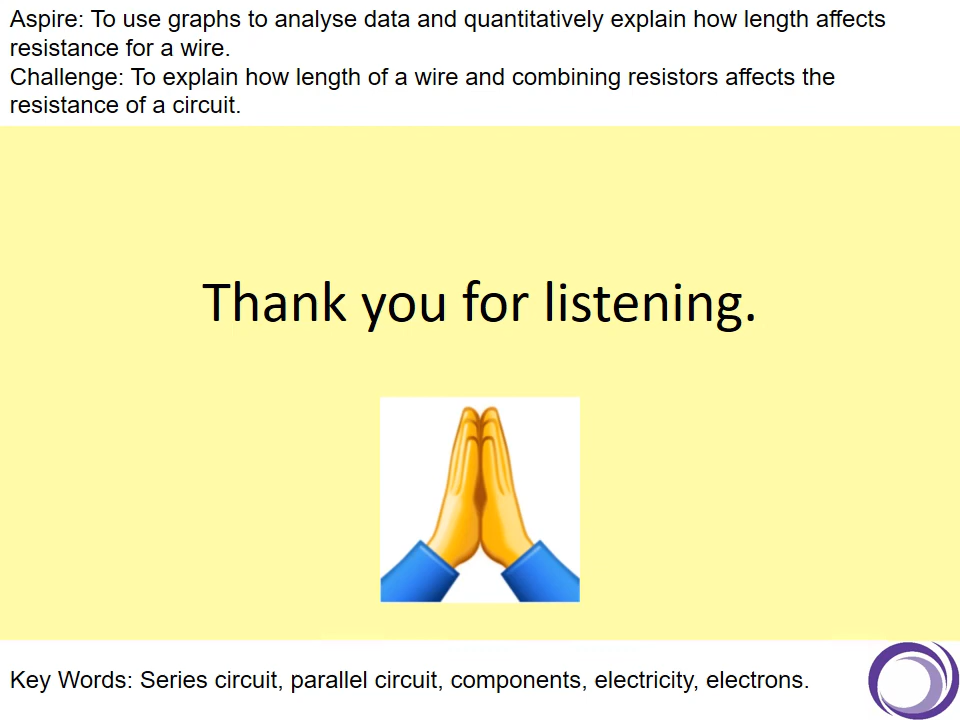 Aspire: To use graphs to analyse data and quantitatively explain how length affects
resistance for a wire.
Challenge: To explain how length of a wire and combining resistors affects the
resistance of a circuit.
Thank you for listening.
Key Words: Series circuit, parallel circuit, components, electricity, electrons.